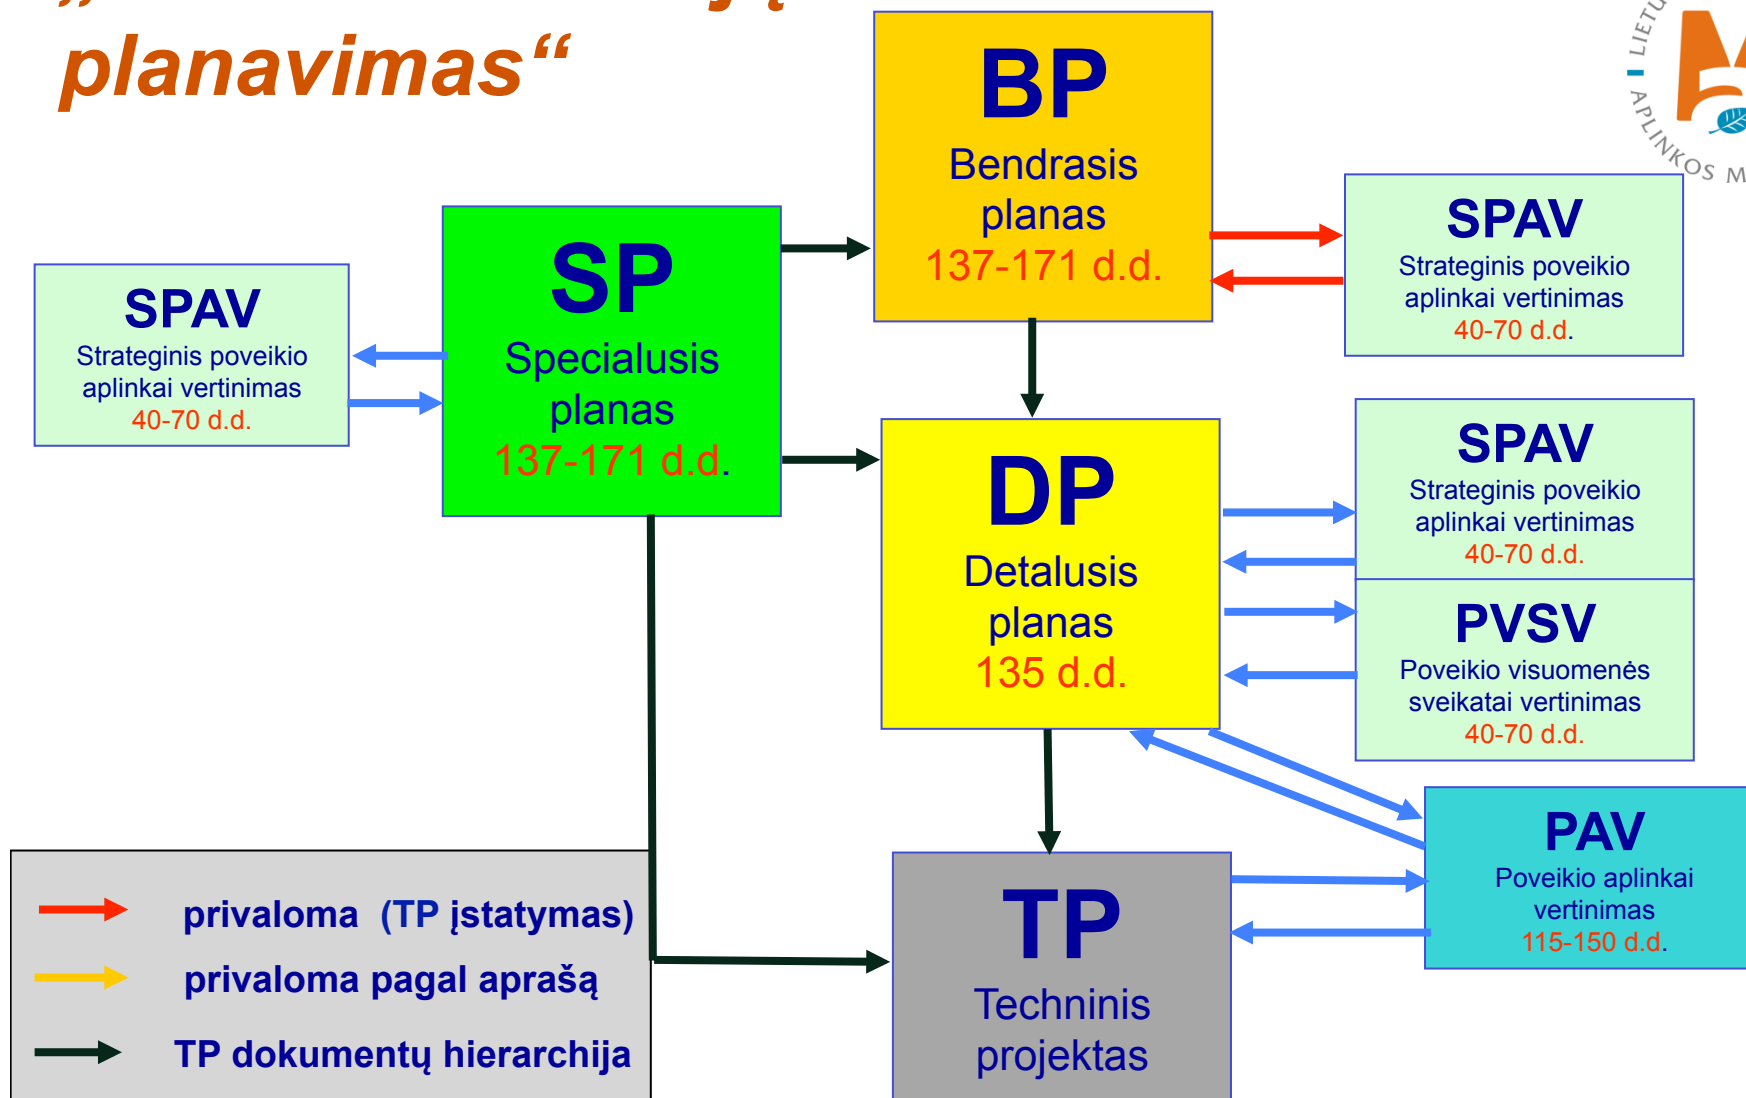 planavimas“
BP
Bendrasis
planas
137-171 d.d.
SPAV
Strateginis poveikio
aplinkai vertinimas
40-70 d.d.
SP
Specialusis
planas
137-171 d.d.
SPAV
Strateginis poveikio
aplinkai vertinimas
40-70 d.d.
DP
Detalusis
planas
135 d.d.
SPAV
Strateginis poveikio
aplinkai vertinimas
40-70 d.d.
PVSV
Poveikio visuomenės
sveikatai vertinimas
40-70 d.d.
PAV
Poveikio aplinkai
vertinimas
115-150 d.d.
TP
Techninis
projektas
privaloma (TP įstatymas)
privaloma pagal aprašą
TP dokumentų hierarchija
APLINKOS M